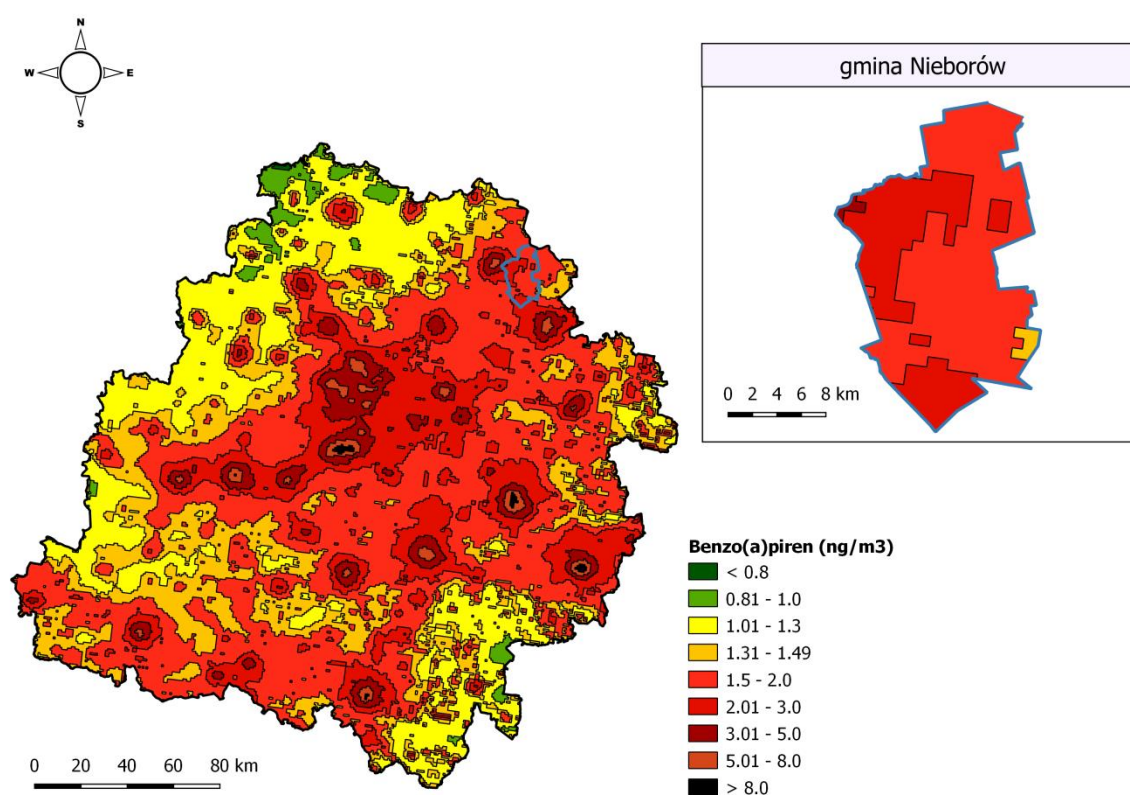 N
W E
S
gmina Nieborów
0 2 4 6 8 km
Benzo(a)piren (ng/m3)
< 0.8
0.81 - 1.0
1.01 - 1.3
1.31 - 1.49
1.5 - 2.0
2.01 - 3.0
3.01 - 5.0
5.01 - 8.0
> 8.0
0 20 40 60 80 km